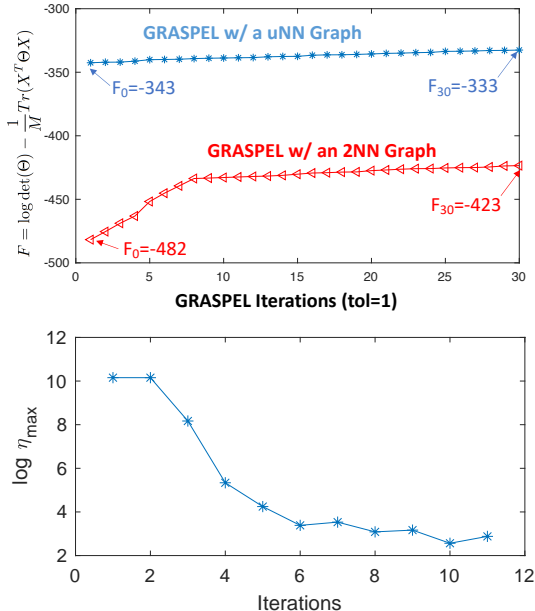 F = log det(Θ) − 1/M Tr(X^T ΘX)
-300
-350
-400
-450
-500
GRASPEL w/ a uNN Graph
F0=-343
F30=-333
GRASPEL w/ an 2NN Graph
F0=-482
F30=-423
0 5 10 15 20 25 30
GRASPEL Iterations (tol=1)
log ηmax
12
10
8
6
4
2
0 2 4 6 8 10 12
Iterations